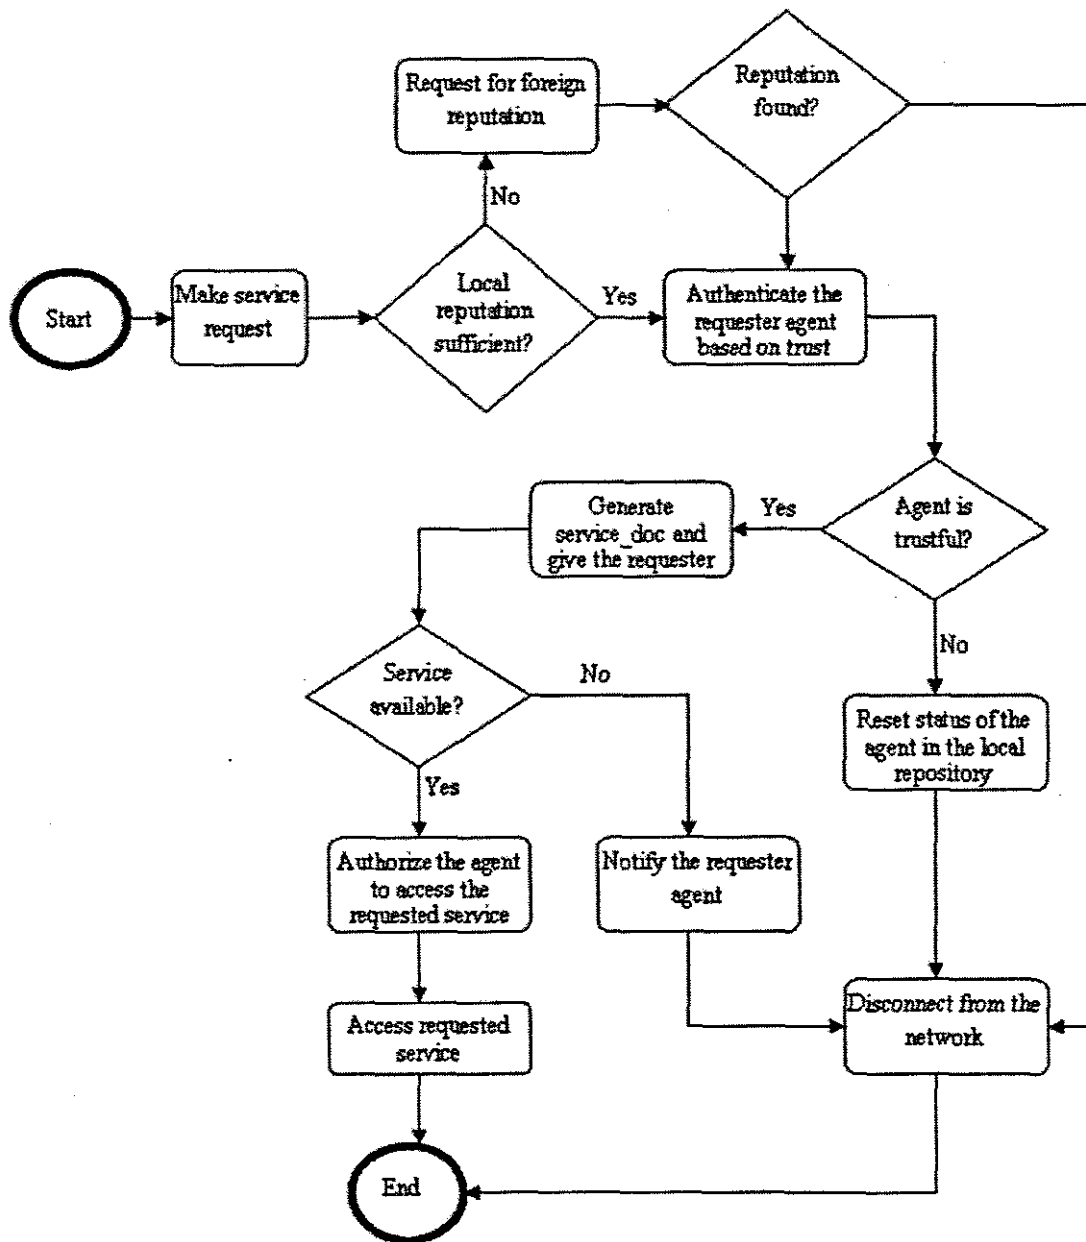 Request for foreign
reputation
Reputation
found?
No
Start
Make service
request
Local
reputation
sufficient?
Yes
Authenticate the
requester agent
based on trust
Generate
service_doc and
give the requester
Yes
Agent is
trustful?
No
Service
available?
No
Reset status of the
agent in the local
repository
Yes
Authorize the agent
to access the
requested service
Notify the requester
agent
Access requested
service
Disconnect from the
network
End